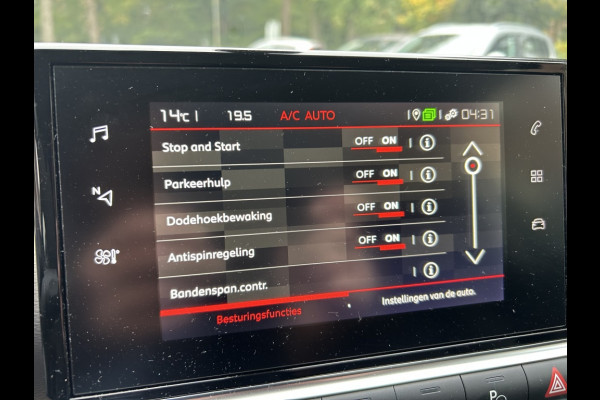 14°C 19.5 A/C AUTO 04:31
Stop and Start OFF ON
Parkeerhulp OFF ON
Dodehoekbewaking OFF ON
Antispinregeling OFF ON
Bandenspan.contr.
Besturingsfuncties Instellingen van de auto.
N
P